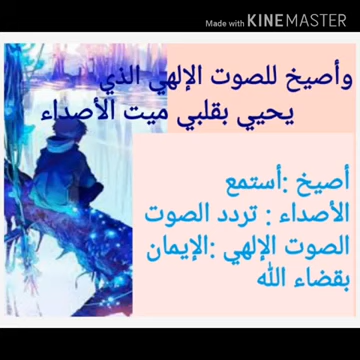 Made with KINEMASTER
وأصيخ للصوت الإلهي الذي
يحيي بقلبي ميت الأصداء
أصيخ :أستمع
الأصداء : تردد الصوت
الصوت الإلهي :الإيمان
بقضاء الله